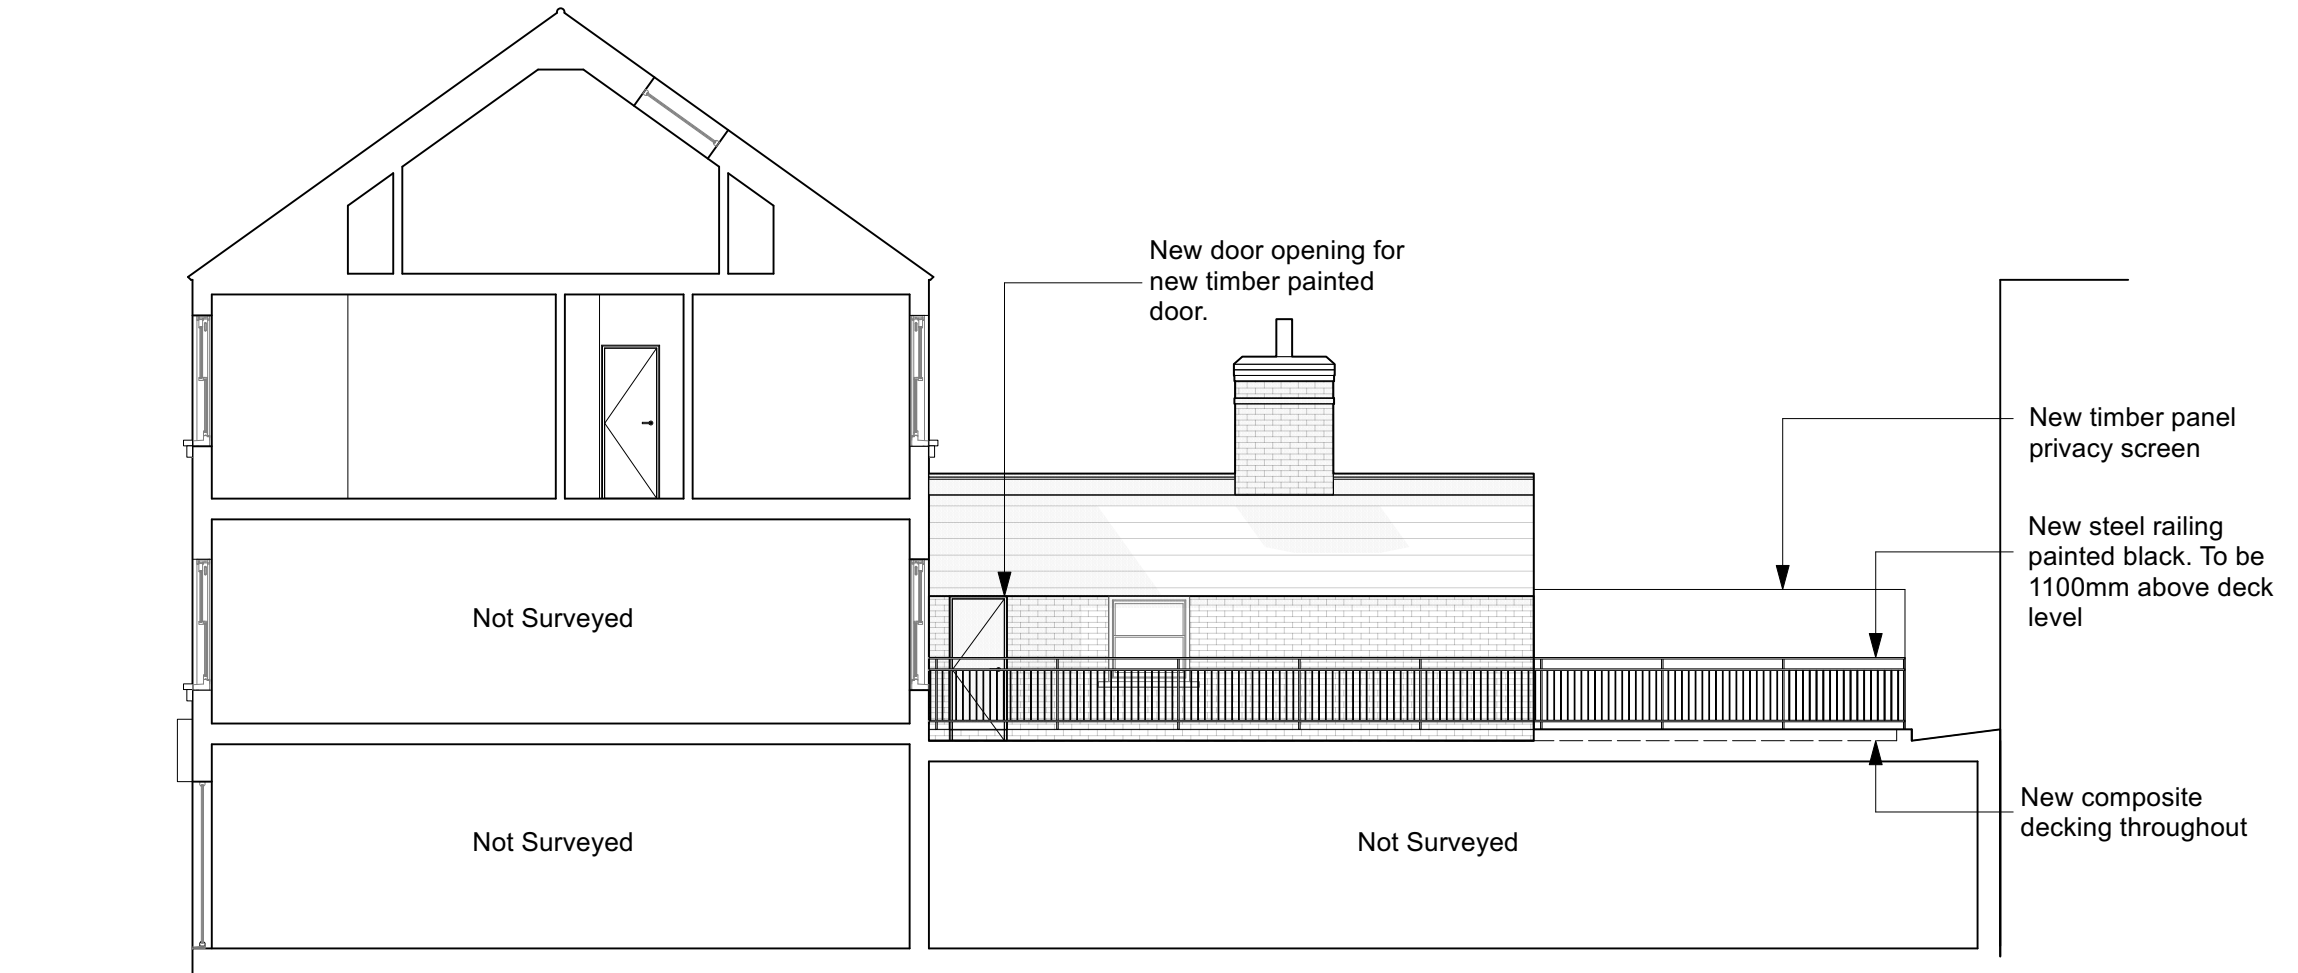 New door opening for
new timber painted
door.
New timber panel
privacy screen
New steel railing
painted black. To be
1100mm above deck
level
Not Surveyed
New composite
decking throughout
Not Surveyed
Not Surveyed